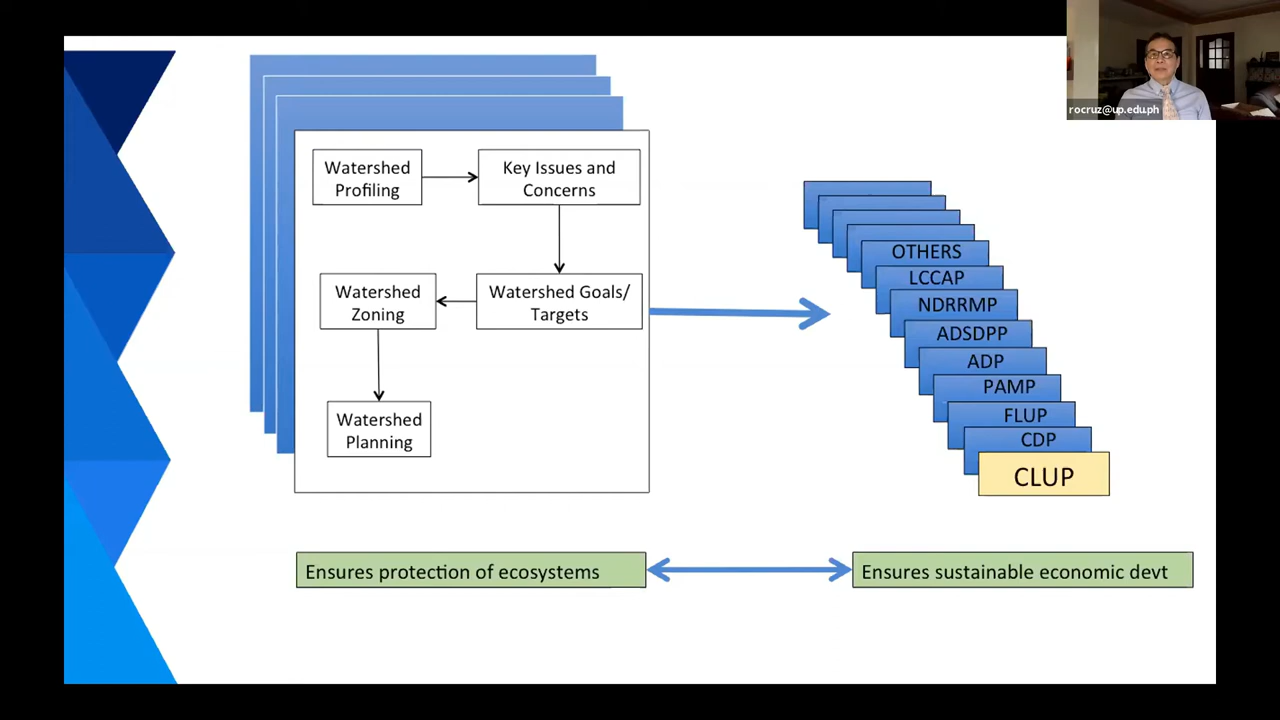 rocruz@up.edu.ph
Watershed
Profiling
Key Issues and
Concerns
Watershed
Zoning
Watershed Goals/
Targets
Watershed
Planning
OTHERS
LCCAP
NDRRMP
ADSDPP
ADP
PAMP
FLUP
CDP
CLUP
Ensures protection of ecosystems
Ensures sustainable economic devt